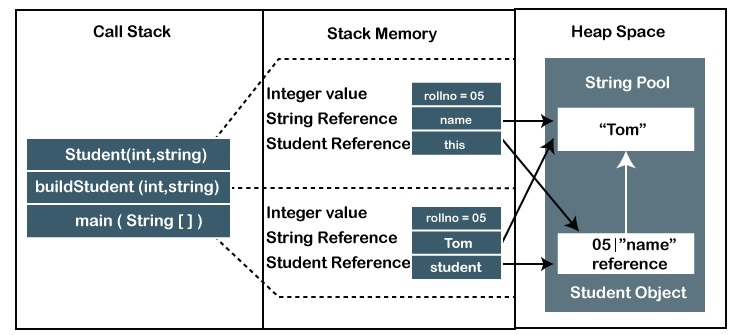 Call Stack
Stack Memory
Heap Space
Student(int,string)
buildStudent (int,string)
main ( String [ ] )
Integer value
rollno = 05
String Reference
name
Student Reference
this
Integer value
rollno = 05
String Reference
Tom
Student Reference
student
String Pool
“Tom”
05|”name”
reference
Student Object